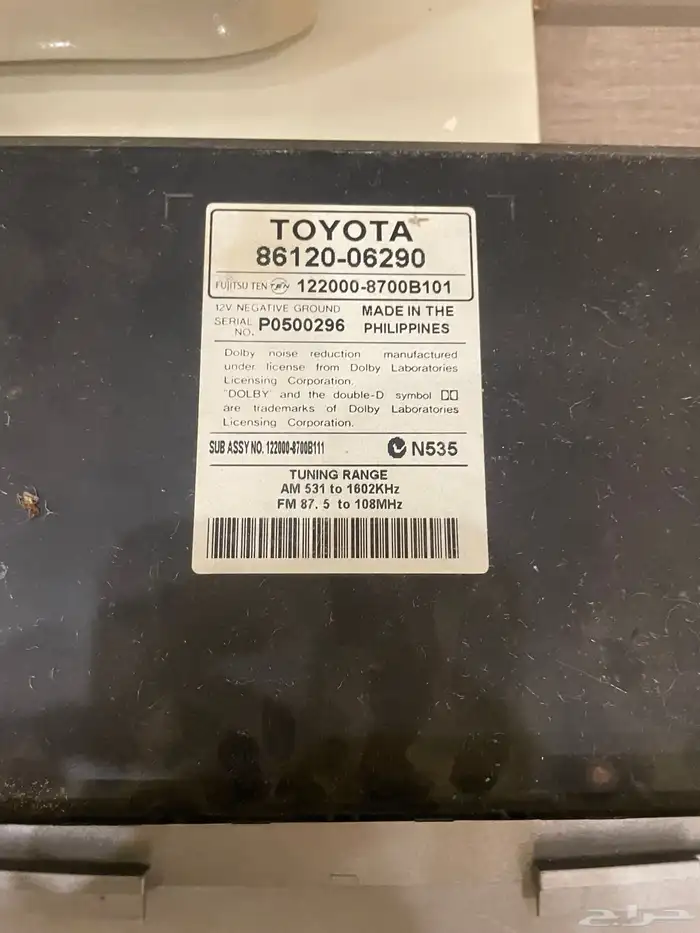 TOYOTA
86120-06290
FUJITSU TEN TEN 122000-8700B101
12V NEGATIVE GROUND
SERIAL NO. P0500296
MADE IN THE PHILIPPINES
Dolby noise reduction manufactured
under license from Dolby Laboratories
Licensing Corporation.
"DOLBY" and the double-D symbol
are trademarks of Dolby Laboratories
Licensing Corporation.
SUB ASSY NO. 122000-8700B111
N535
TUNING RANGE
AM 531 to 1602KHz
FM 87.5 to 108MHz
حراج